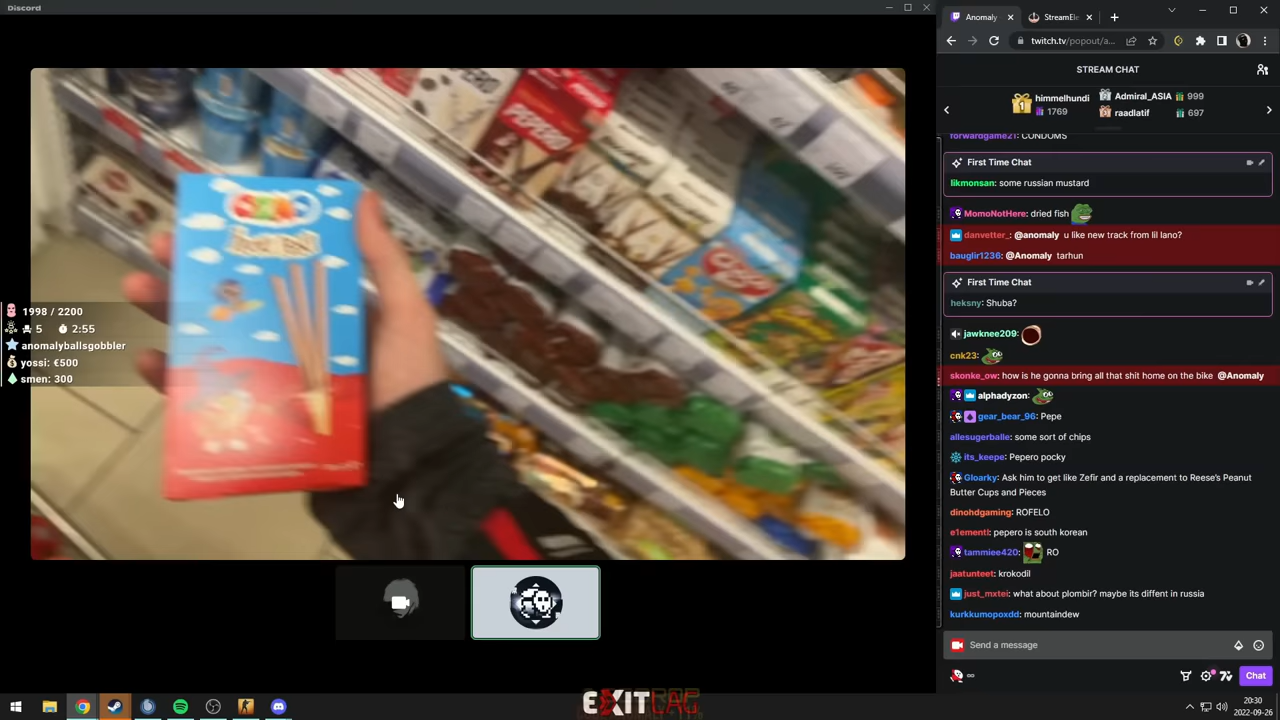 Discord
Anomaly
StreamEle
twitch.tv/popout/a...
STREAM CHAT
himmelhundi
1769
Admiral_ASIA 999
raadlatif 697
forwardgame21: CONDOMS
First Time Chat
likmonsan: some russian mustard
MomoNotHere: dried fish
danvetter_: @anomaly u like new track from lil lano?
bauglir1236: @Anomaly tarhun
First Time Chat
heksny: Shuba?
jawknee209:
cnk23:
skonke_ow: how is he gonna bring all that shit home on the bike @Anomaly
alphadyzon:
gear_bear_96: Pepe
allesugerballe: some sort of chips
its_keepe: Pepero pocky
Gloarky: Ask him to get like Zefir and a replacement to Reese's Peanut
Butter Cups and Pieces
dinohdgaming: ROFELO
e1ementl: pepero is south korean
tammiee420: RO
jaatunteet: krokodil
just_mxtei: what about plombir? maybe its diffent in russia
kurkkumopoxdd: mountaindew
Send a message
Chat
1998 / 2200
5 2:55
anomalyballsgobbler
yossi: €500
smen: 300
EXITLAG
20:30
2022-09-26